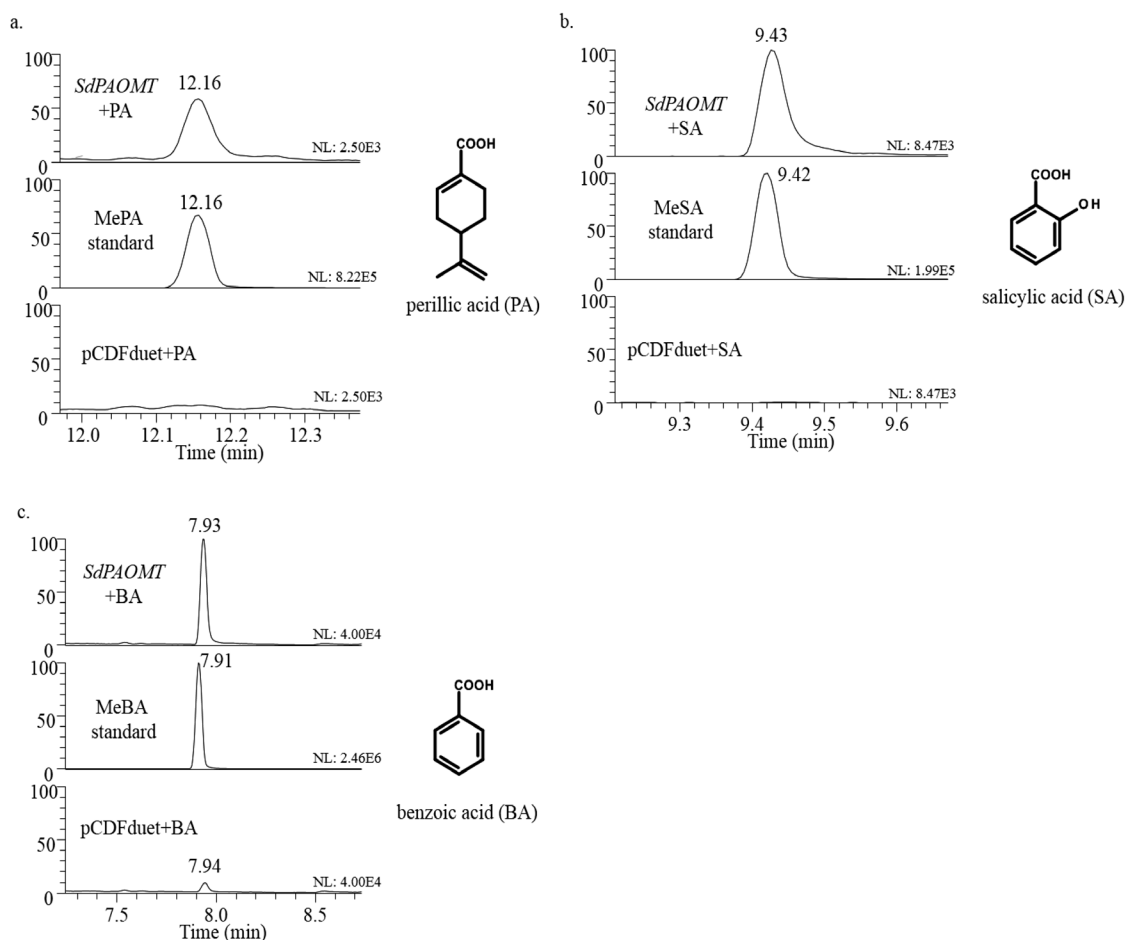 a.
100
50
0
SdPAOMT
+PA
12.16
NL: 2.50E3
100
50
0
MePA
standard
12.16
NL: 8.22E5
100
50
0
pCDFduet+PA
NL: 2.50E3
12.0 12.1 12.2 12.3
Time (min)
COOH
perillic acid (PA)
b.
9.43
100
50
0
SdPAOMT
+SA
NL: 8.47E3
100
50
0
MeSA
standard
9.42
NL: 1.99E5
100
50
0
pCDFduet+SA
NL: 8.47E3
9.3 9.4 9.5 9.6
Time (min)
COOH
OH
salicylic acid (SA)
c.
7.93
100
50
0
SdPAOMT
+BA
NL: 4.00E4
100
50
0
7.91
MeBA
standard
NL: 2.46E6
100
50
0
pCDFduet+BA
7.94
NL: 4.00E4
7.5 8.0 8.5
Time (min)
COOH
benzoic acid (BA)